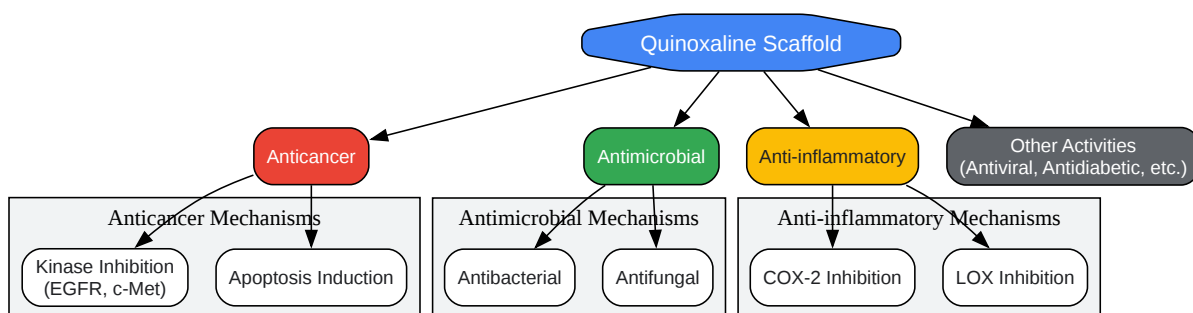 Quinoxaline Scaffold
Anticancer
Antimicrobial
Anti-inflammatory
Other Activities
(Antiviral, Antidiabetic, etc.)
Anticancer Mechanisms
Antimicrobial Mechanisms
Anti-inflammatory Mechanisms
Kinase Inhibition
(EGFR, c-Met)
Apoptosis Induction
Antibacterial
Antifungal
COX-2 Inhibition
LOX Inhibition